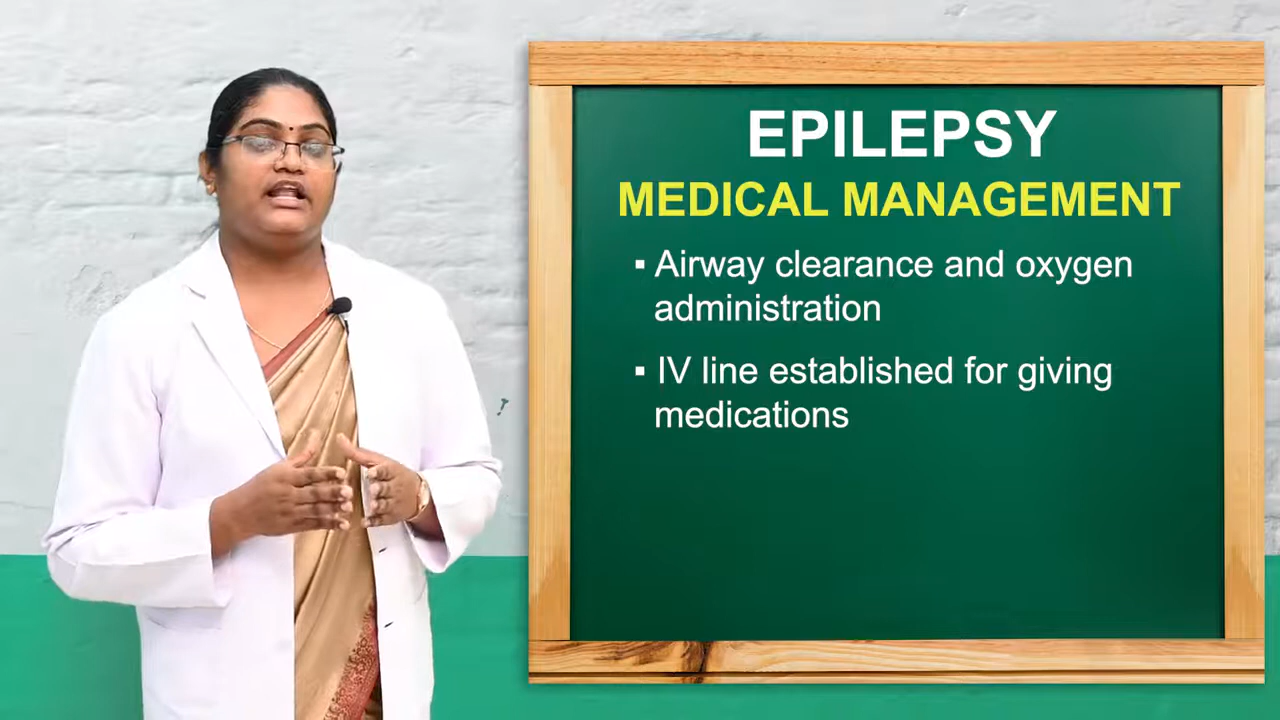 EPILEPSY
MEDICAL MANAGEMENT
▪ Airway clearance and oxygen
administration
▪ IV line established for giving
medications